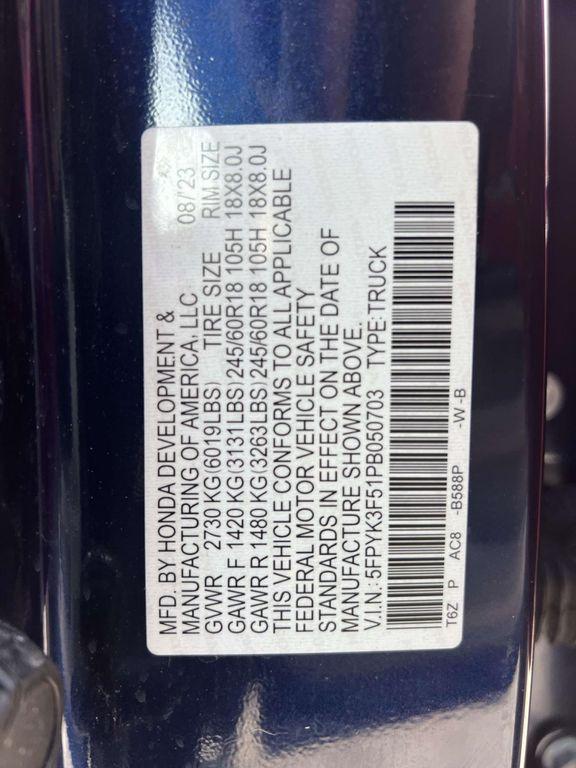 MFD. BY HONDA DEVELOPMENT &
MANUFACTURING OF AMERICA, LLC 08/'23
GVWR 2730 KG(6019LBS) TIRE SIZE RIM SIZE
GAWR F 1420 KG(3131LBS)245/60R18 105H 18X8.0J
GAWR R 1480 KG(3263LBS)245/60R18 105H 18X8.0J
THIS VEHICLE CONFORMS TO ALL APPLICABLE
FEDERAL MOTOR VEHICLE SAFETY
STANDARDS IN EFFECT ON THE DATE OF
MANUFACTURE SHOWN ABOVE.
V.I.N.: 5FPYK3F51PB050703 TYPE:TRUCK
T6Z P AC8 -B588P -W -B